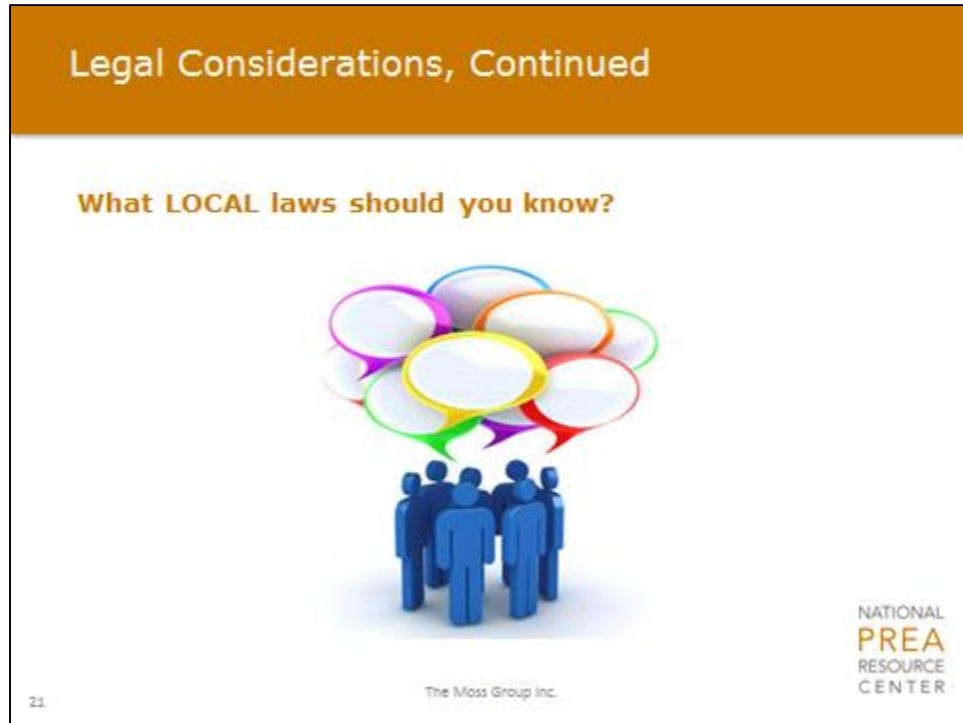 Legal Considerations, Continued
What LOCAL laws should you know?
NATIONAL
PREA
RESOURCE
CENTER
The Moss Group Inc.
21